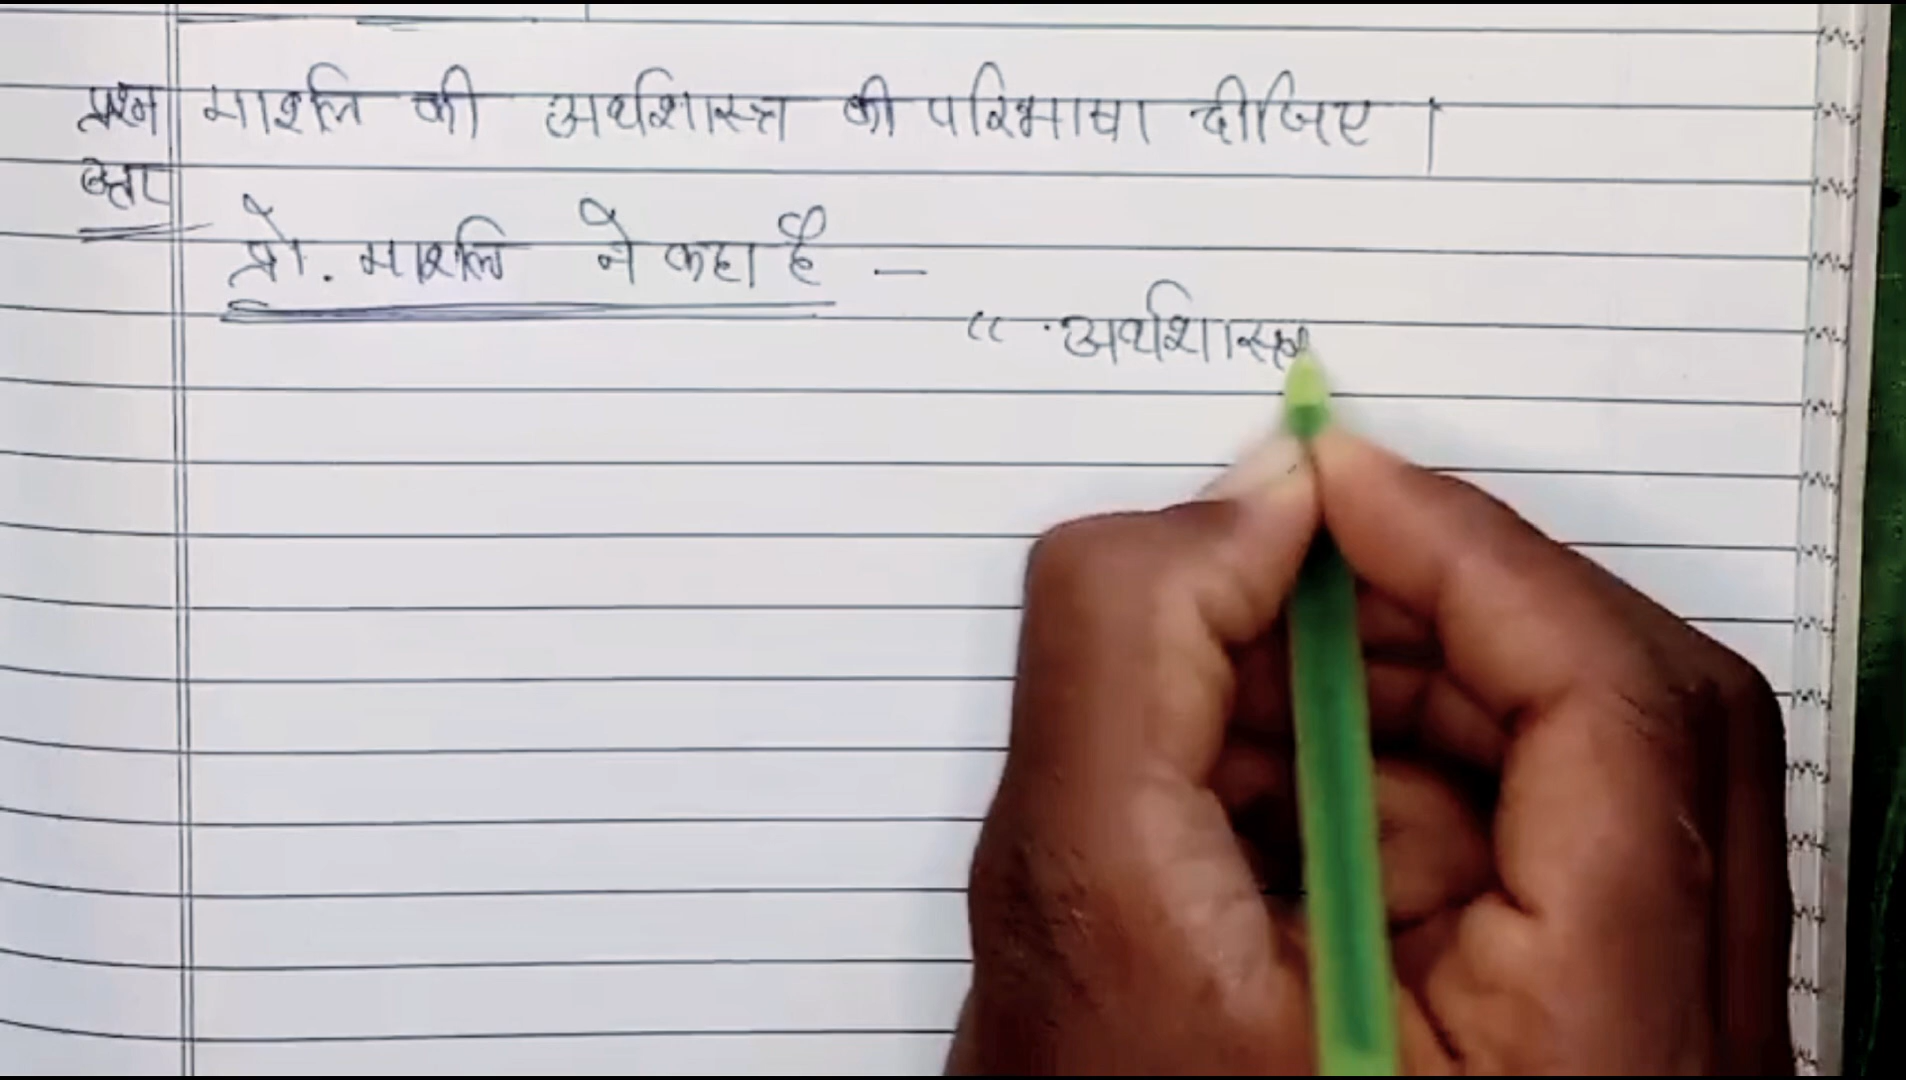 प्रश्न मार्शल की अर्थशास्त्र की परिभाषा दीजिए।
उत्तर
प्रो. मार्शल ने कहा है –
“ अर्थशास्त्र